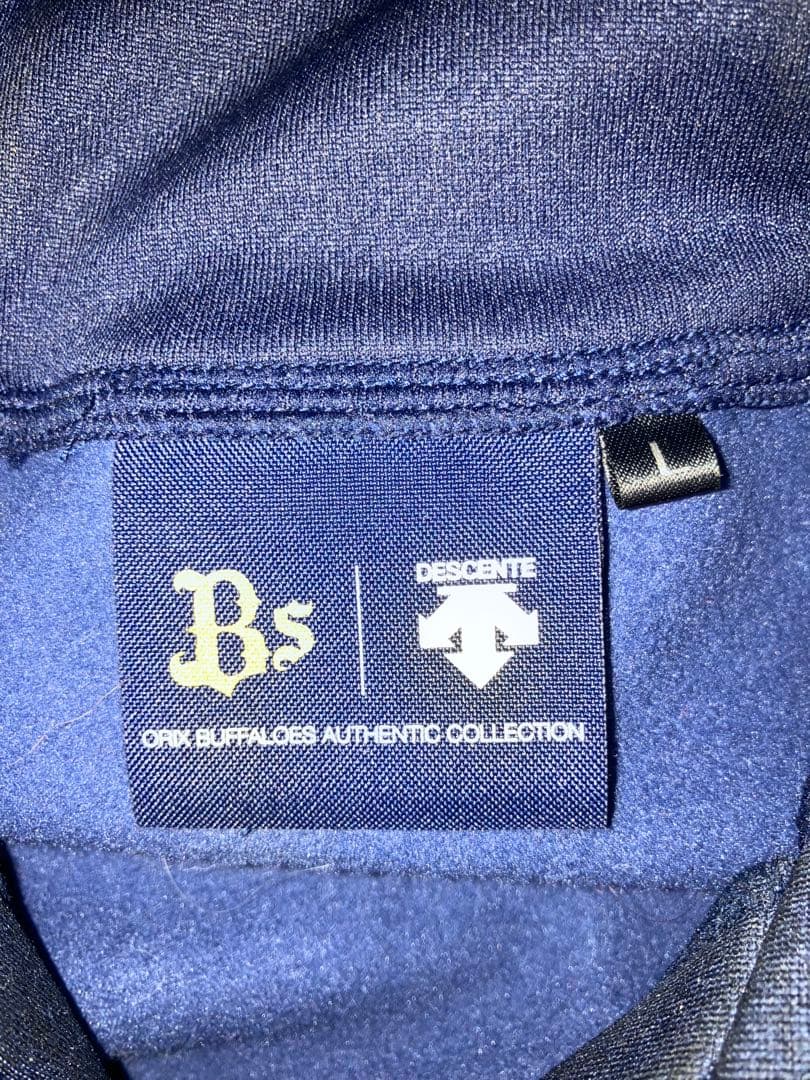 L
Bs
DESCENTE
ORIX BUFFALOES AUTHENTIC COLLECTION